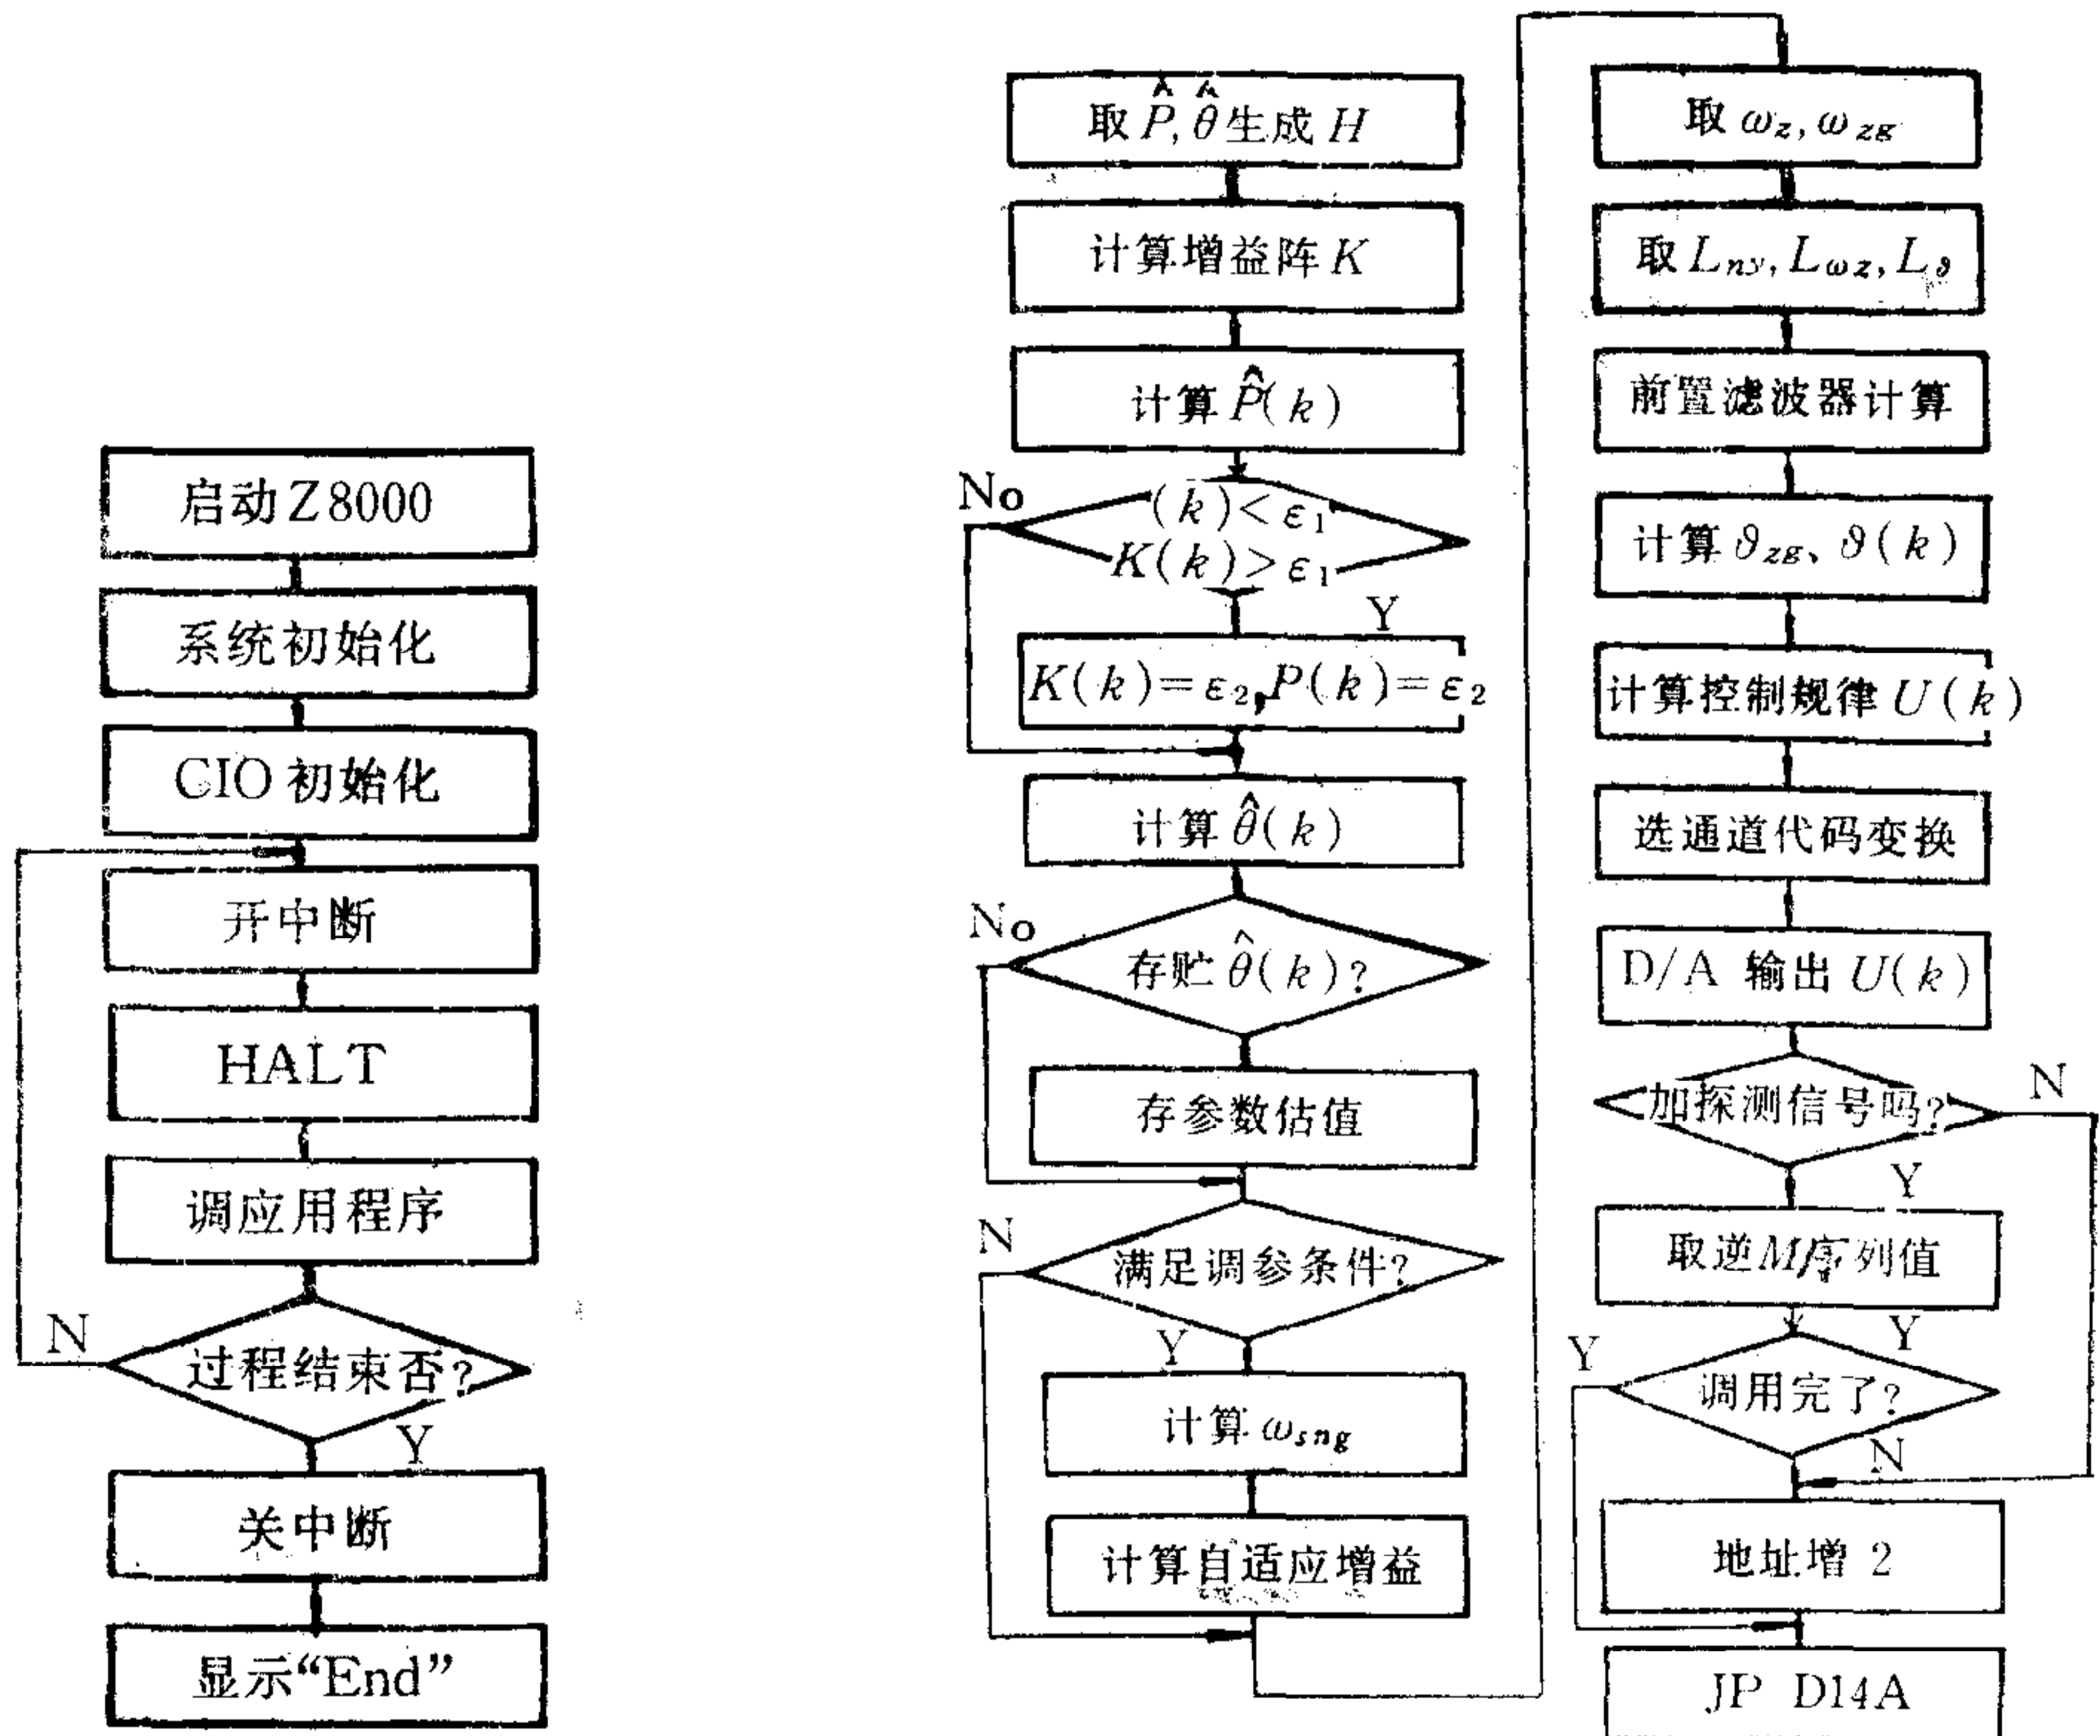 启动Z8000
系统初始化
CIO 初始化
开中断
HALT
调应用程序
N
过程结束否?
Y
关中断
显示“End”
取 P̂, θ̂ 生成 H
计算增益阵 K
计算 P̂(k)
No
(k)<ε₁
K(k)>ε₁
Y
K(k)=ε₂,P(k)=ε₂
计算 θ̂(k)
No
存贮 θ̂(k)?
存参数估值
N
满足调参条件?
Y
计算 ω_sng
计算自适应增益
取 ω_z, ω_zg
取 L_ny, L_ωz, L_ϑ
前置滤波器计算
计算 ϑ_zg、ϑ(k)
计算控制规律 U(k)
选通道代码变换
D/A 输出 U(k)
加探测信号吗?
N
Y
取逆M序列值
Y
Y
调用完了?
N
地址增 2
JP D14A